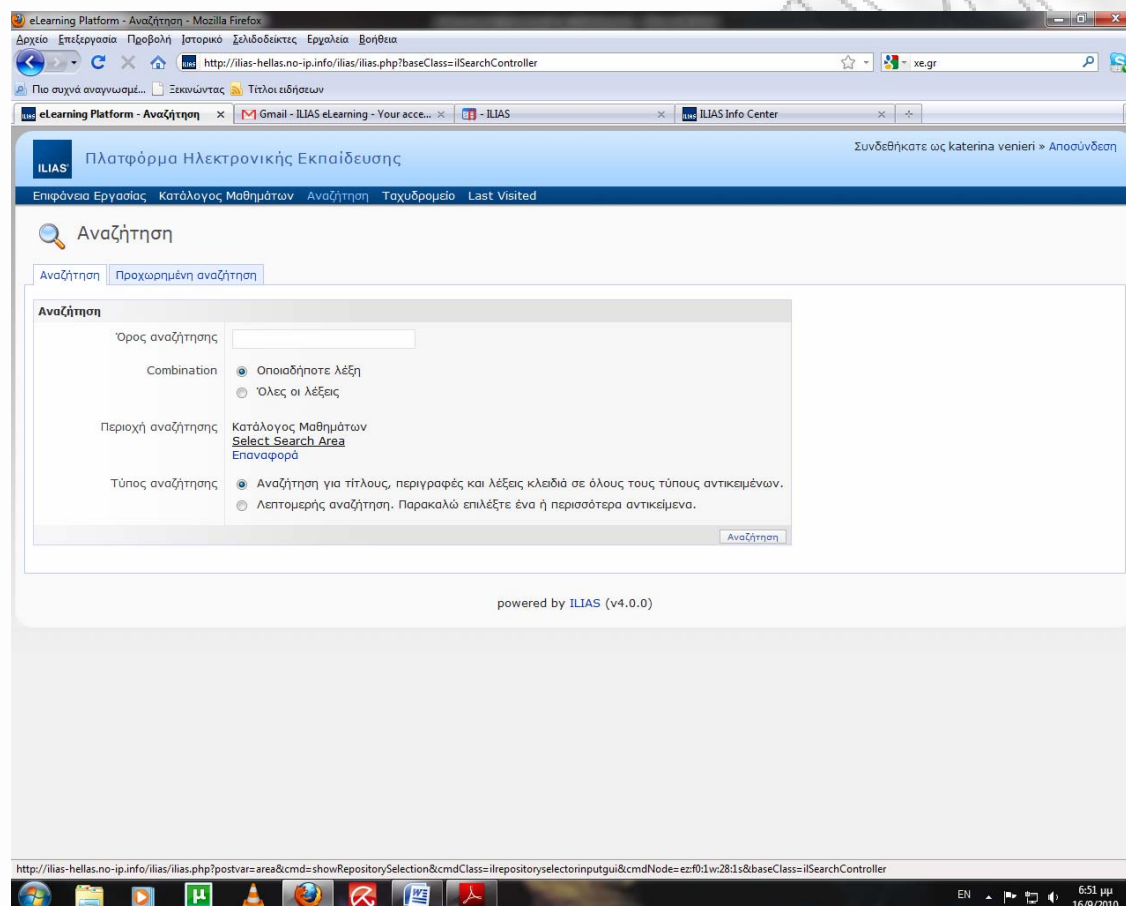 eLearning Platform - Αναζήτηση - Mozilla Firefox
Αρχείο Επεξεργασία Προβολή Ιστορικό Σελιδοδείκτες Εργαλεία Βοήθεια
http://ilias-hellas.no-ip.info/ilias/ilias.php?baseClass=ilSearchController xe.gr
Πιο συχνά αναγνωσμέ... Ξεκινώντας Τίτλοι ειδήσεων
eLearning Platform - Αναζήτηση Gmail - ILIAS eLearning - Your acce... - ILIAS ILIAS Info Center
ILIAS Πλατφόρμα Ηλεκτρονικής Εκπαίδευσης Συνδεθήκατε ως katerina venieri » Αποσύνδεση
Επιφάνεια Εργασίας Κατάλογος Μαθημάτων Αναζήτηση Ταχυδρομείο Last Visited
Αναζήτηση
Αναζήτηση Προχωρημένη αναζήτηση
Αναζήτηση
Όρος αναζήτησης
Combination Οποιαδήποτε λέξη
Όλες οι λέξεις
Περιοχή αναζήτησης Κατάλογος Μαθημάτων
Select Search Area
Επαναφορά
Τύπος αναζήτησης Αναζήτηση για τίτλους, περιγραφές και λέξεις κλειδιά σε όλους τους τύπους αντικειμένων.
Λεπτομερής αναζήτηση. Παρακαλώ επιλέξτε ένα ή περισσότερα αντικείμενα.
Αναζήτηση
powered by ILIAS (v4.0.0)
http://ilias-hellas.no-ip.info/ilias/ilias.php?postvar=area&cmd=showRepositorySelection&cmdClass=ilrepositoryselectorinputgui&cmdNode=ez:f0:1w:28:1s&baseClass=ilSearchController
EN 6:51 μμ
16/9/2010